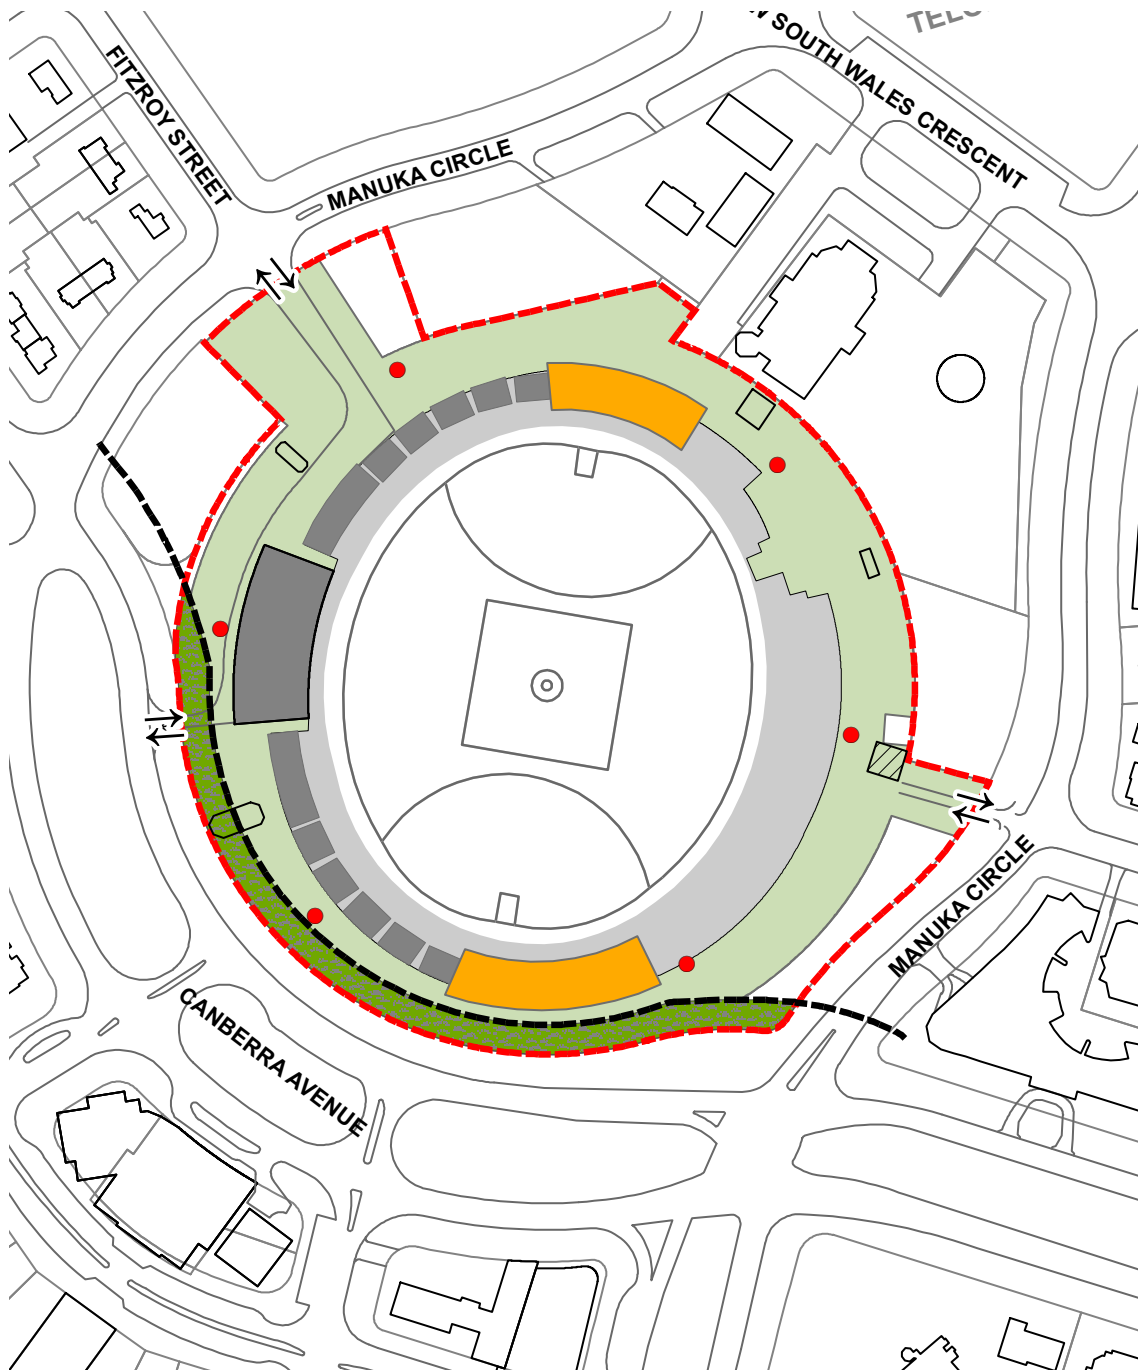 SOUTH WALES CRESCENT
FITZROY STREET
MANUKA CIRCLE
MANUKA CIRCLE
CANBERRA AVENUE